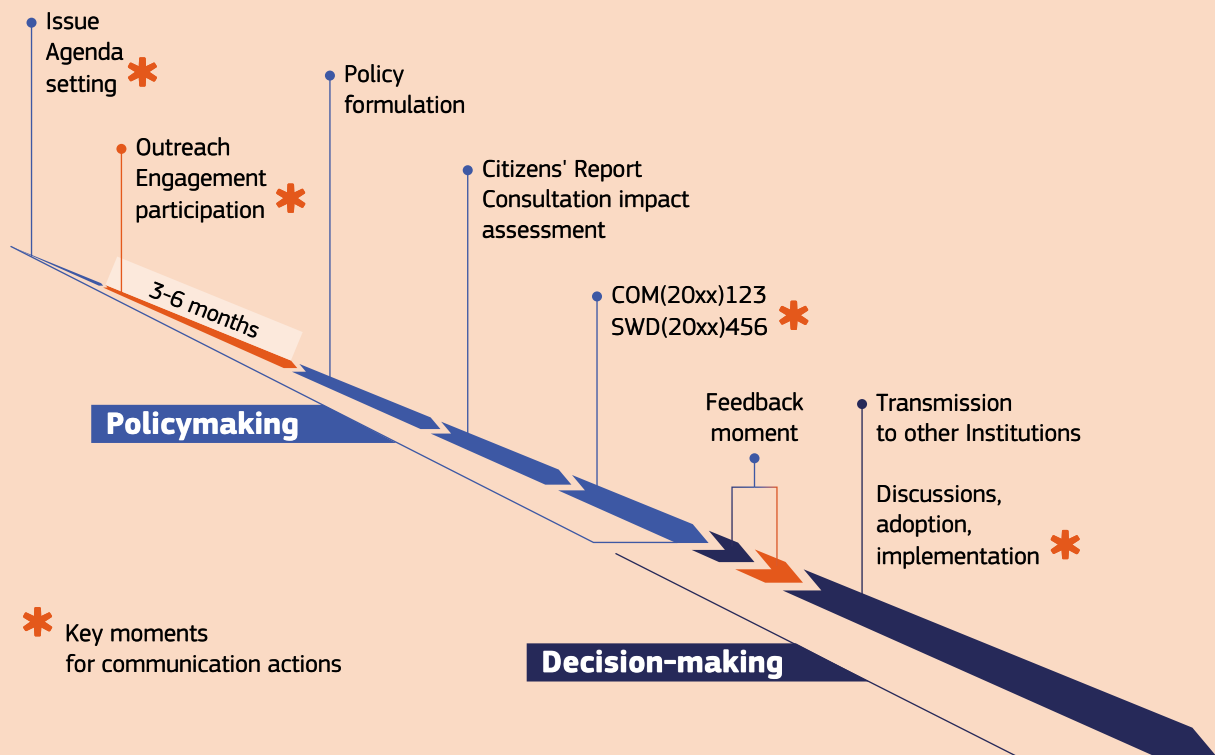 Issue
Agenda
setting
Outreach
Engagement
participation
3-6 months
Policy
formulation
Citizens' Report
Consultation impact
assessment
COM(20xx)123
SWD(20xx)456
Feedback
moment
Transmission
to other Institutions
Discussions,
adoption,
implementation
Policymaking
Decision-making
Key moments
for communication actions